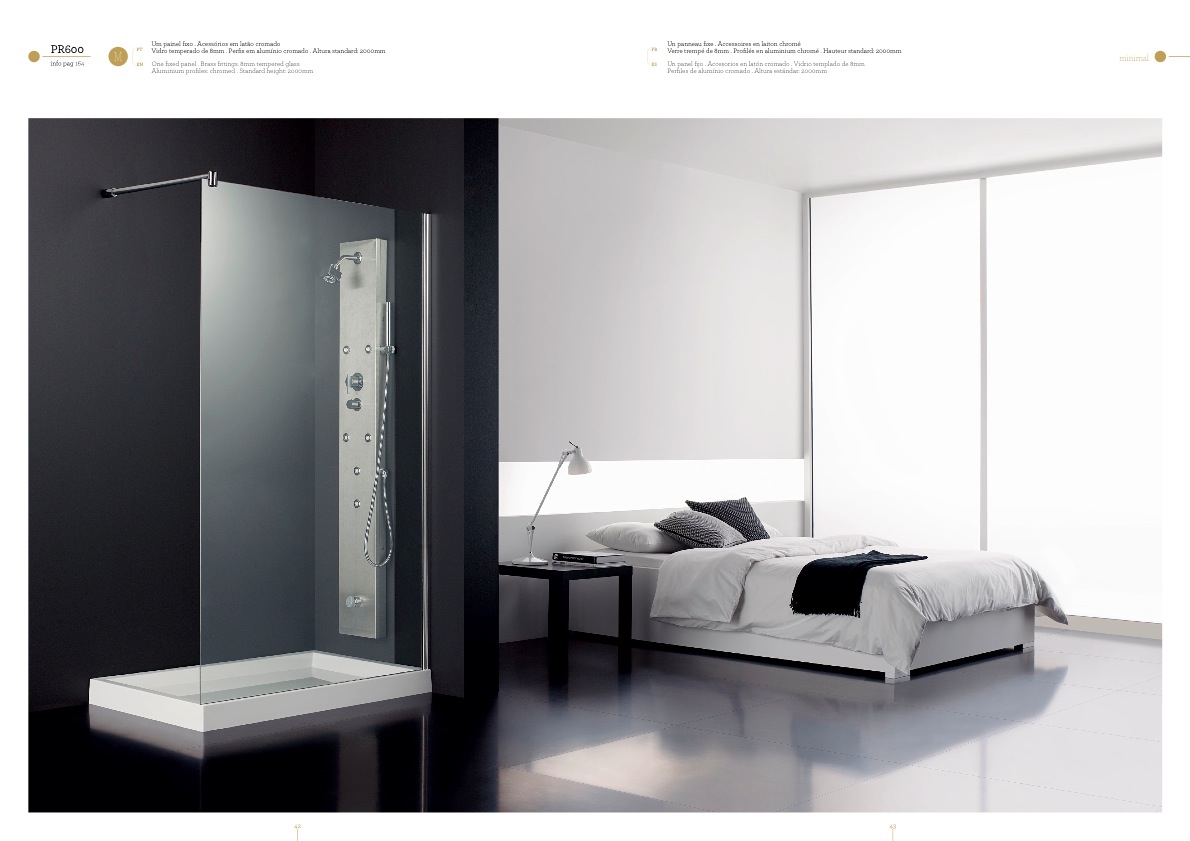 PR600
info pag 164
M
PT
Um painel fixo . Acessórios em latão cromado
Vidro temperado de 8mm . Perfis em alumínio cromado . Altura standard: 2000mm
EN
One fixed panel . Brass fittings: 8mm tempered glass
Aluminium profiles: chromed . Standard height: 2000mm
FR
Un panneau fixe . Accessoires en laiton chromé
Verre trempé de 8mm . Profilés en aluminium chromé . Hauteur standard: 2000mm
ES
Un panel fijo . Accesorios en latón cromado . Vidrio templado de 8mm
Perfiles de alumínio cromado . Altura estándar: 2000mm
minimal
42
43